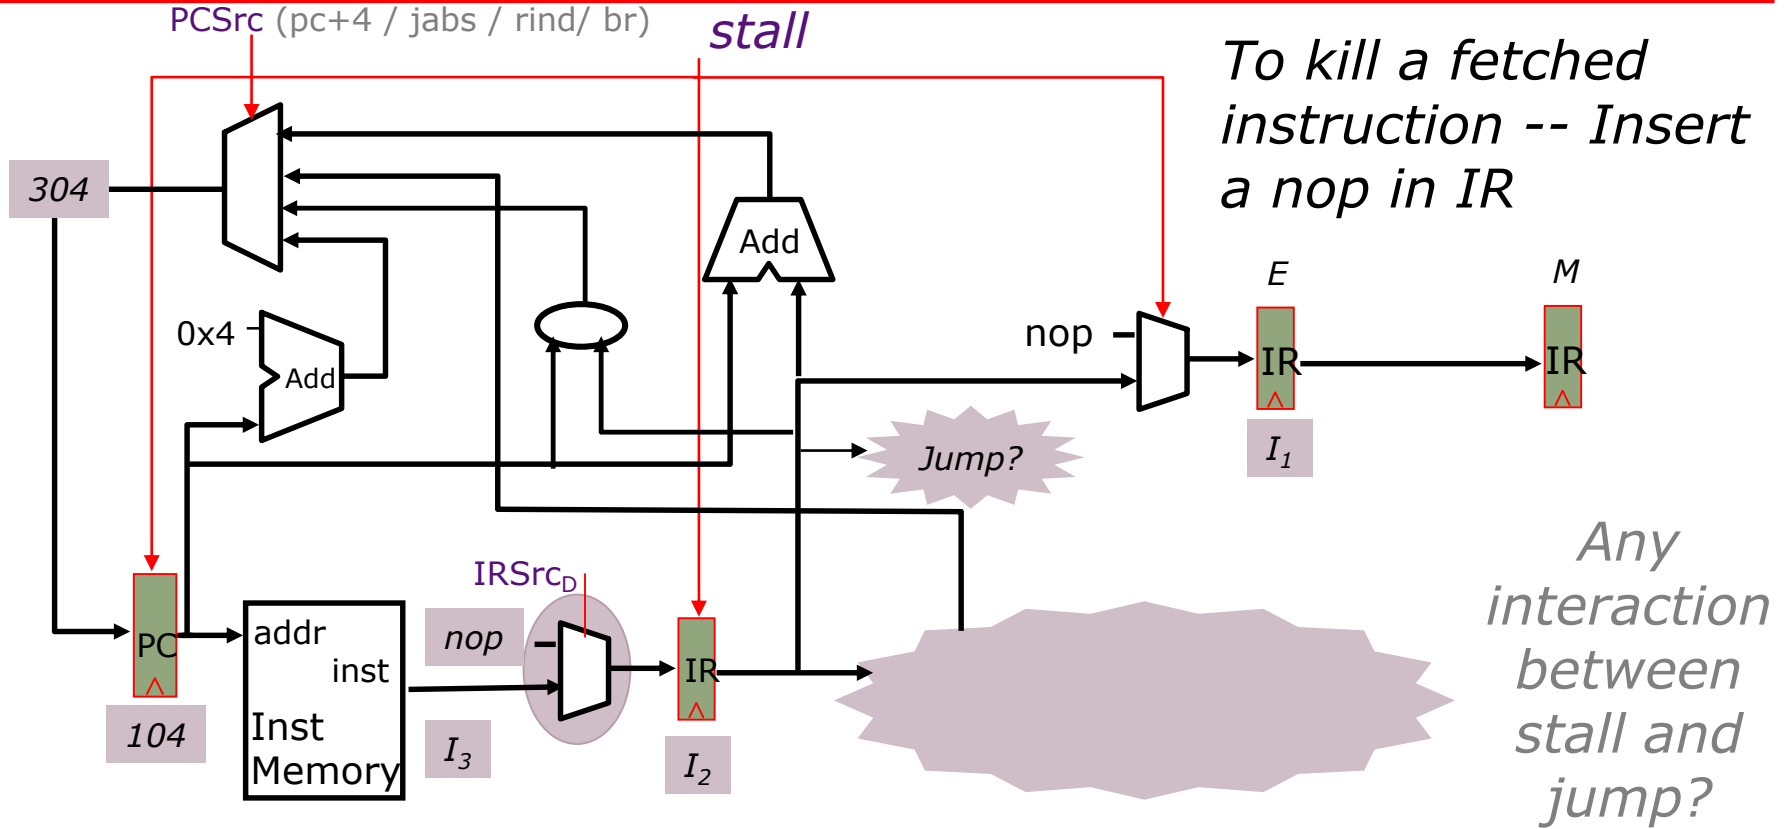 PCSrc (pc+4 / jabs / rind/ br)
stall
To kill a fetched
instruction -- Insert
a nop in IR
304
Add
E
M
0x4
Add
nop
IR
IR
Jump?
I1
Any
interaction
between
stall and
jump?
IRSrcD
PC
addr
inst
Inst
Memory
nop
IR
104
I3
I2